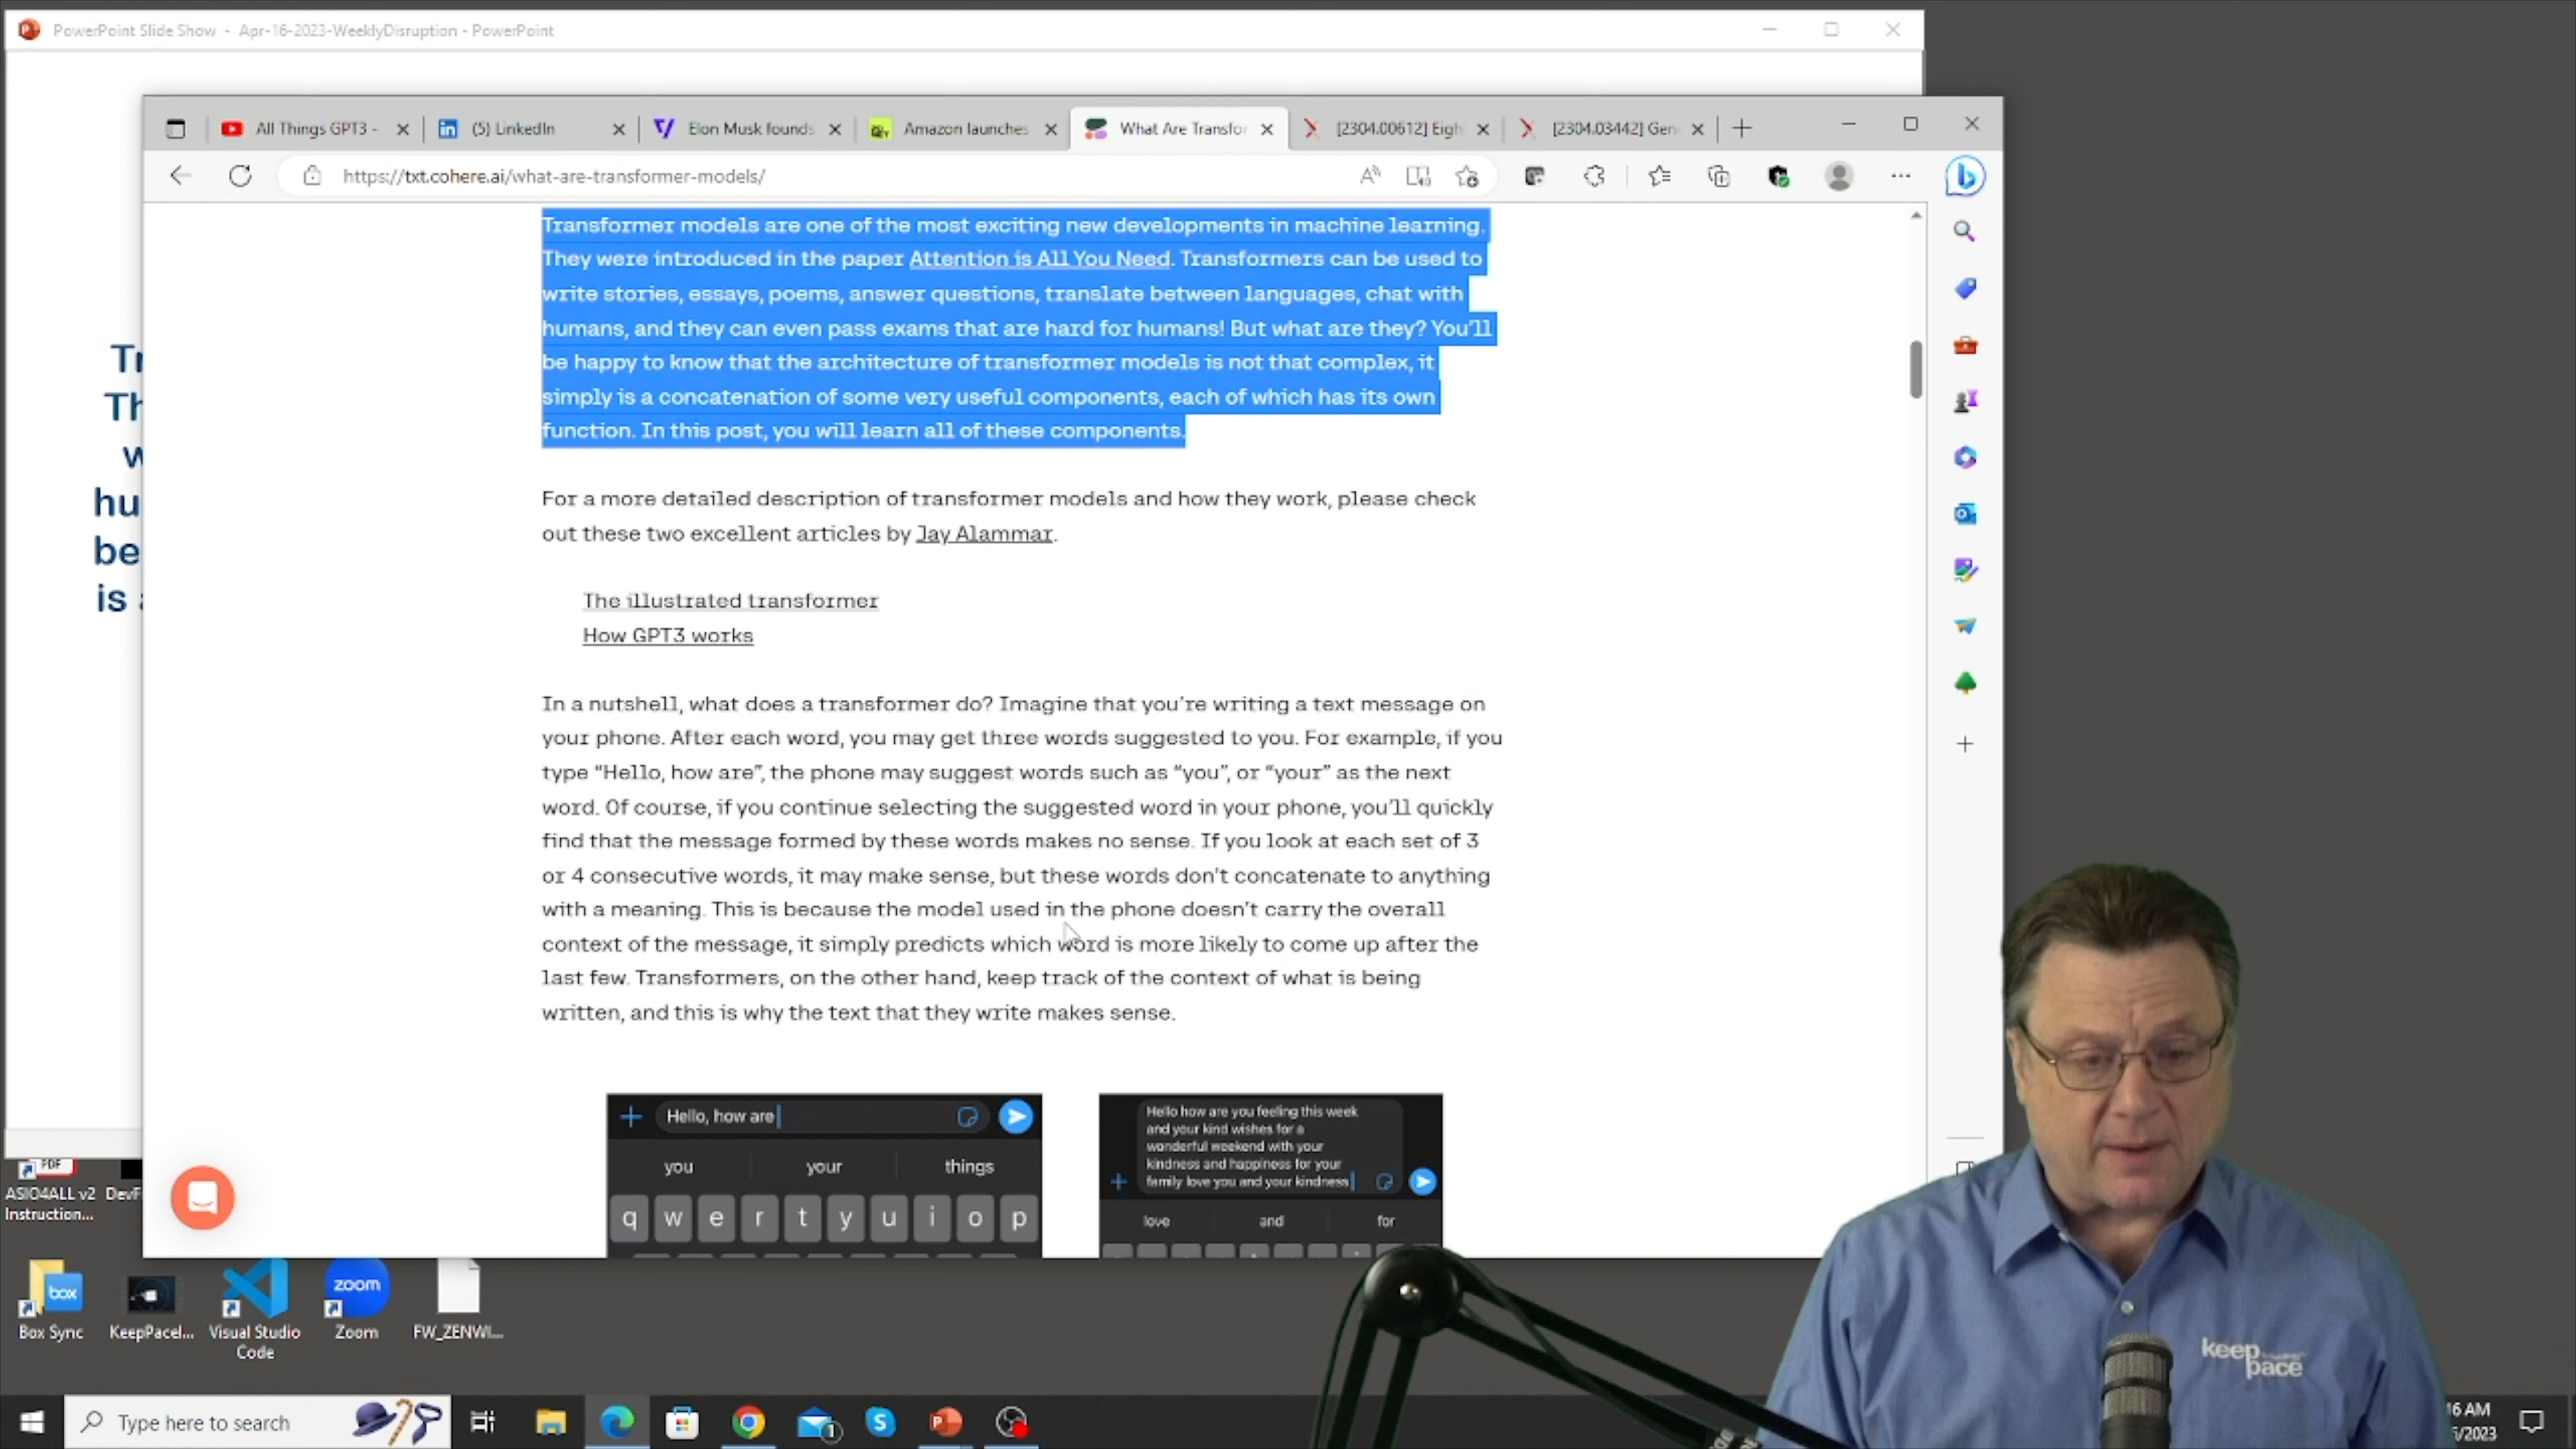 PowerPoint Slide Show - Apr-16-2023-WeeklyDisruption - PowerPoint
All Things GPT3 -
(5) LinkedIn
Elon Musk founds
Amazon launches
What Are Transfor
[2304.00612] Eigh
[2304.03442] Gen
https://txt.cohere.ai/what-are-transformer-models/
Transformer models are one of the most exciting new developments in machine learning.
They were introduced in the paper Attention is All You Need. Transformers can be used to
write stories, essays, poems, answer questions, translate between languages, chat with
humans, and they can even pass exams that are hard for humans! But what are they? You'll
be happy to know that the architecture of transformer models is not that complex, it
simply is a concatenation of some very useful components, each of which has its own
function. In this post, you will learn all of these components.
For a more detailed description of transformer models and how they work, please check
out these two excellent articles by Jay Alammar.
The illustrated transformer
How GPT3 works
In a nutshell, what does a transformer do? Imagine that you're writing a text message on
your phone. After each word, you may get three words suggested to you. For example, if you
type “Hello, how are”, the phone may suggest words such as “you”, or “your” as the next
word. Of course, if you continue selecting the suggested word in your phone, you'll quickly
find that the message formed by these words makes no sense. If you look at each set of 3
or 4 consecutive words, it may make sense, but these words don't concatenate to anything
with a meaning. This is because the model used in the phone doesn't carry the overall
context of the message, it simply predicts which word is more likely to come up after the
last few. Transformers, on the other hand, keep track of the context of what is being
written, and this is why the text that they write makes sense.
Hello, how are
you your things
q w e r t y u i o p
Hello how are you feeling this week
and your kind wishes for a
wonderful weekend with your
kindness and happiness for your
family love you and your kindness
love and for
Tr
Th
w
hu
be
is
PDF
ASIO4ALL v2
Instruction...
DevF
box
Box Sync
KeepPaceI...
Visual Studio
Code
zoom
Zoom
FW_ZENWI...
keep
pace
Type here to search
1
16 AM
/2023